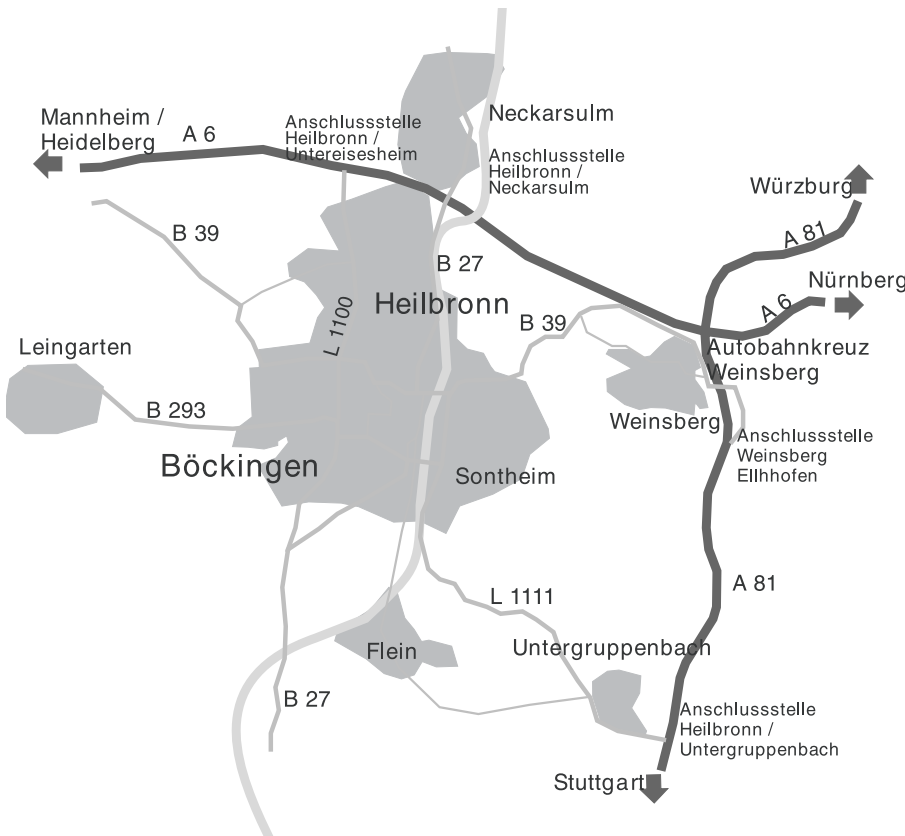 Mannheim /
Heidelberg
A 6
Anschlussstelle
Heilbronn /
Untereisesheim
Neckarsulm
Anschlussstelle
Heilbronn /
Neckarsulm
Würzburg
A 81
B 39
B 27
Nürnberg
A 6
Heilbronn
L 1100
B 39
Leingarten
Autobahnkreuz
Weinsberg
B 293
Weinsberg
Böckingen
Sontheim
Anschlussstelle
Weinsberg
Ellhhofen
A 81
L 1111
Flein
Untergruppenbach
B 27
Anschlussstelle
Heilbronn /
Untergruppenbach
Stuttgart